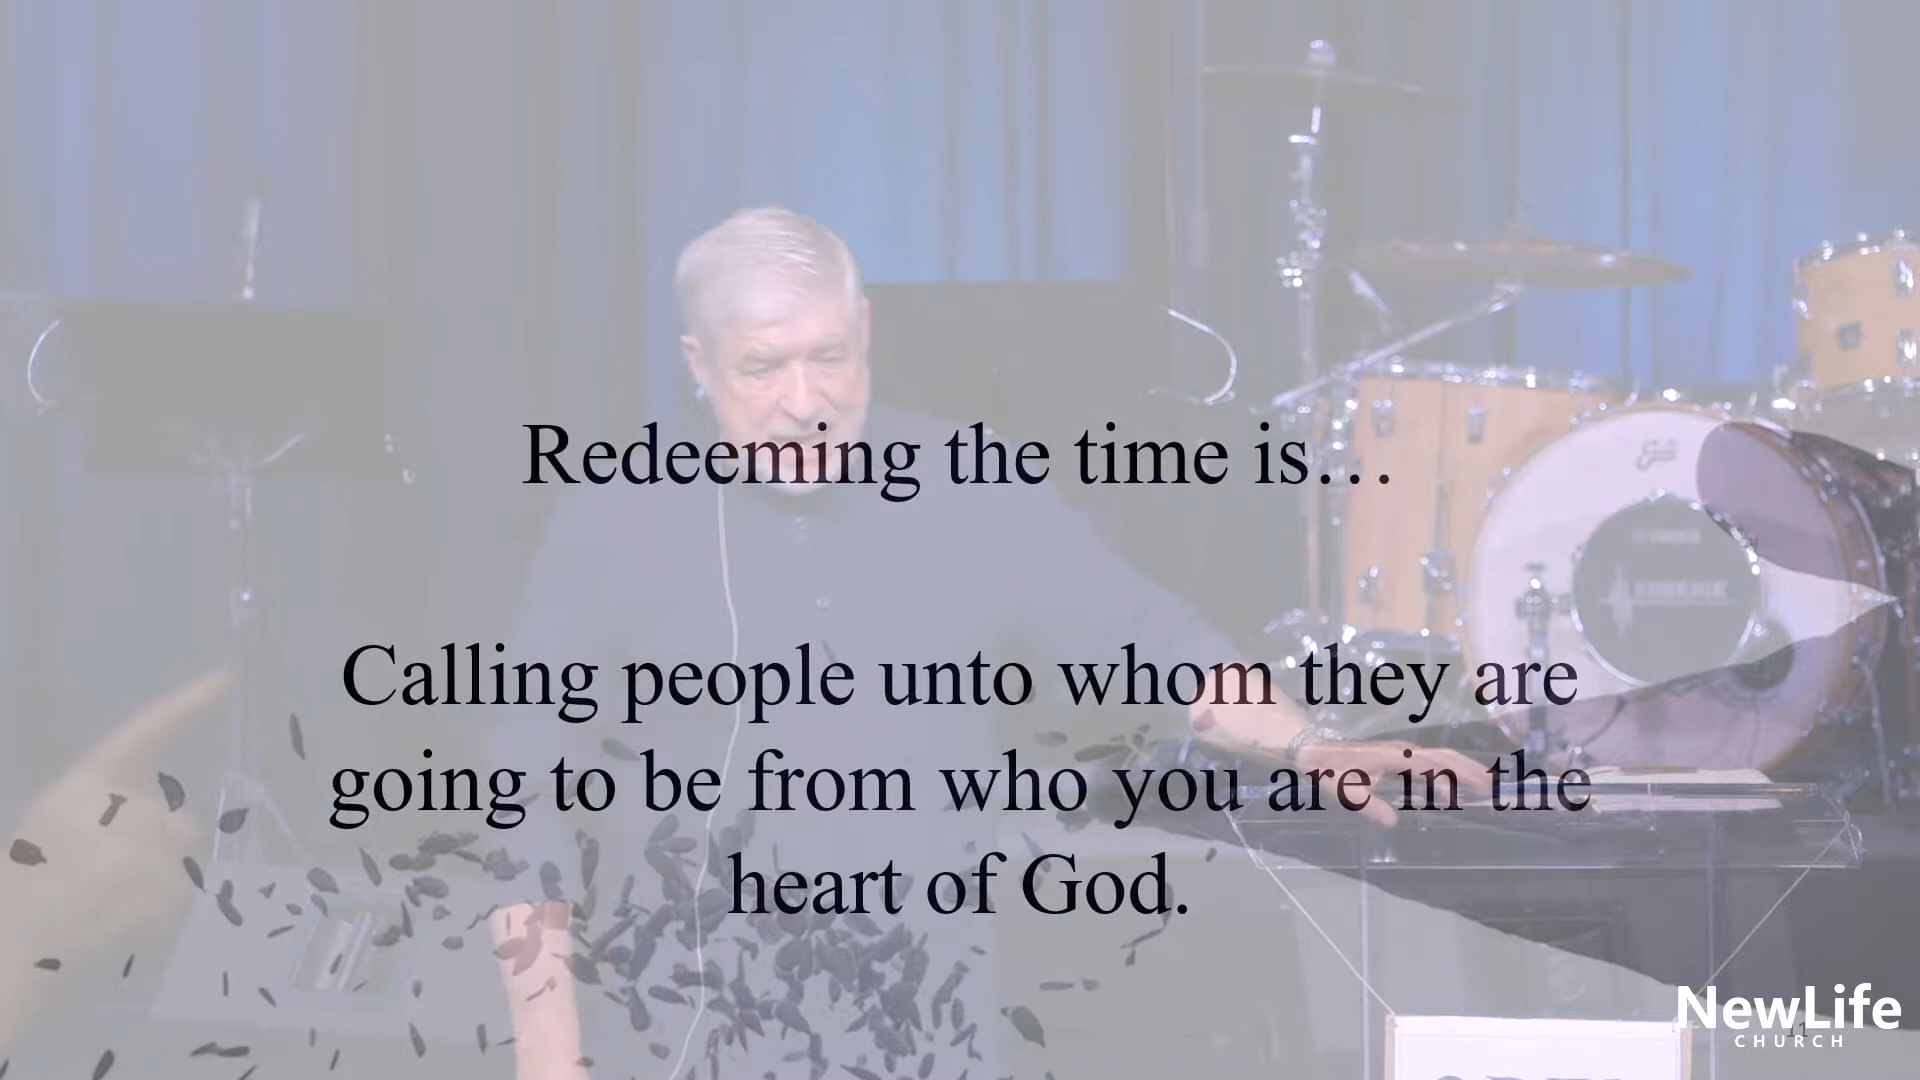 Redeeming the time is…
Calling people unto whom they are
going to be from who you are in the
heart of God.
NewLife
CHURCH